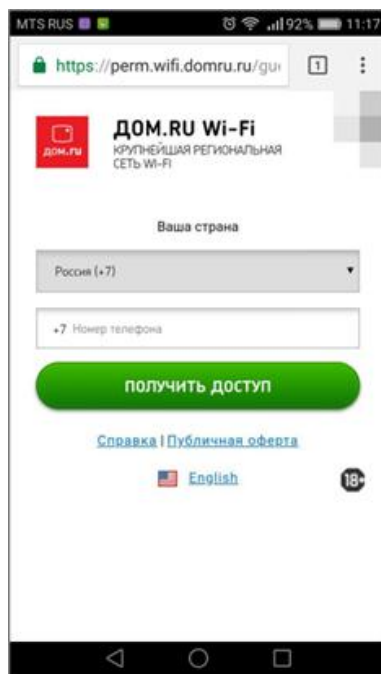 MTS RUS 92% 11:17
https://perm.wifi.domru.ru/gu 1
ДОМ.ru
ДОМ.RU Wi-Fi
КРУПНЕЙШАЯ РЕГИОНАЛЬНАЯ
СЕТЬ WI-FI
Ваша страна
Россия (+7)
+7 Номер телефона
ПОЛУЧИТЬ ДОСТУП
Справка | Публичная оферта
English
18+